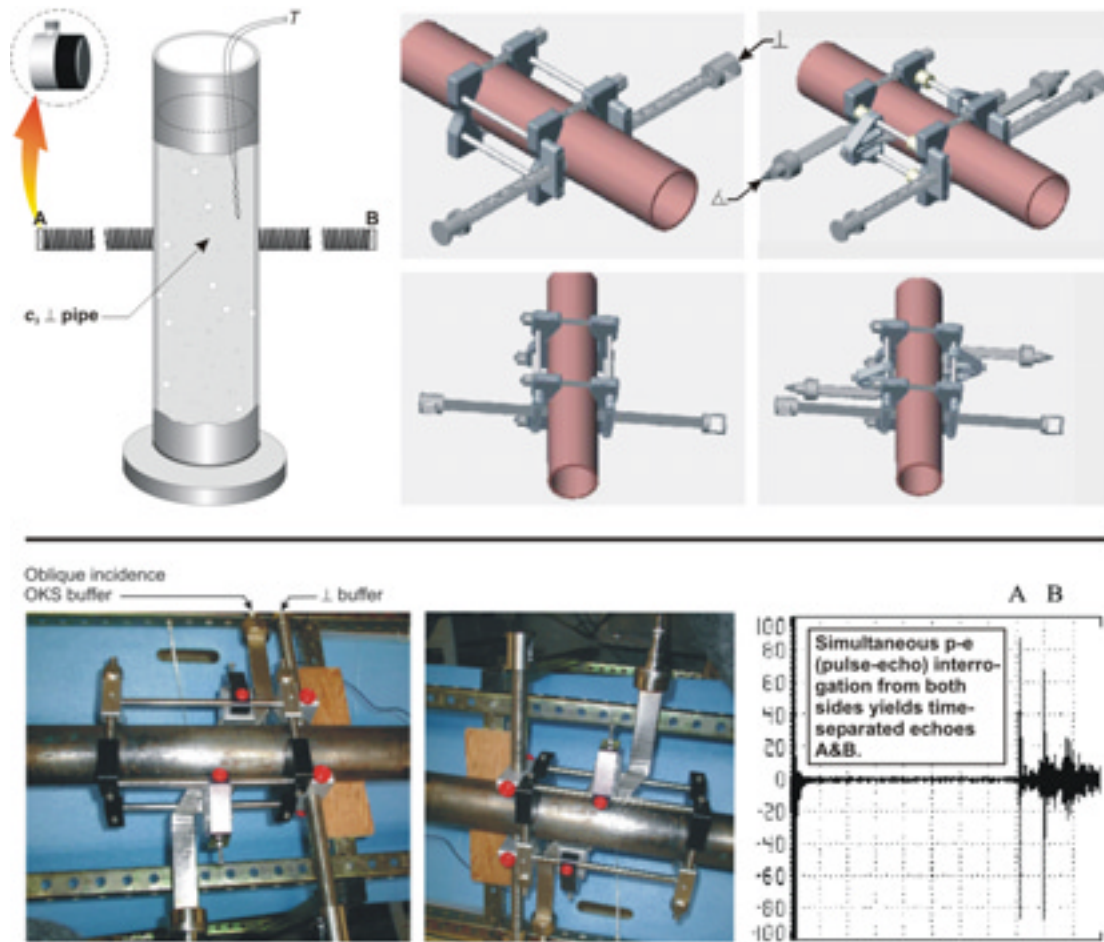 T
A
B
c, ⊥ pipe
⊥
Oblique incidence
OKS buffer
⊥ buffer
A B
Simultaneous p-e
(pulse-echo) interro-
gation from both
sides yields time-
separated echoes
A&B.
100
80
60
40
20
0
-20
-40
-60
-80
-100